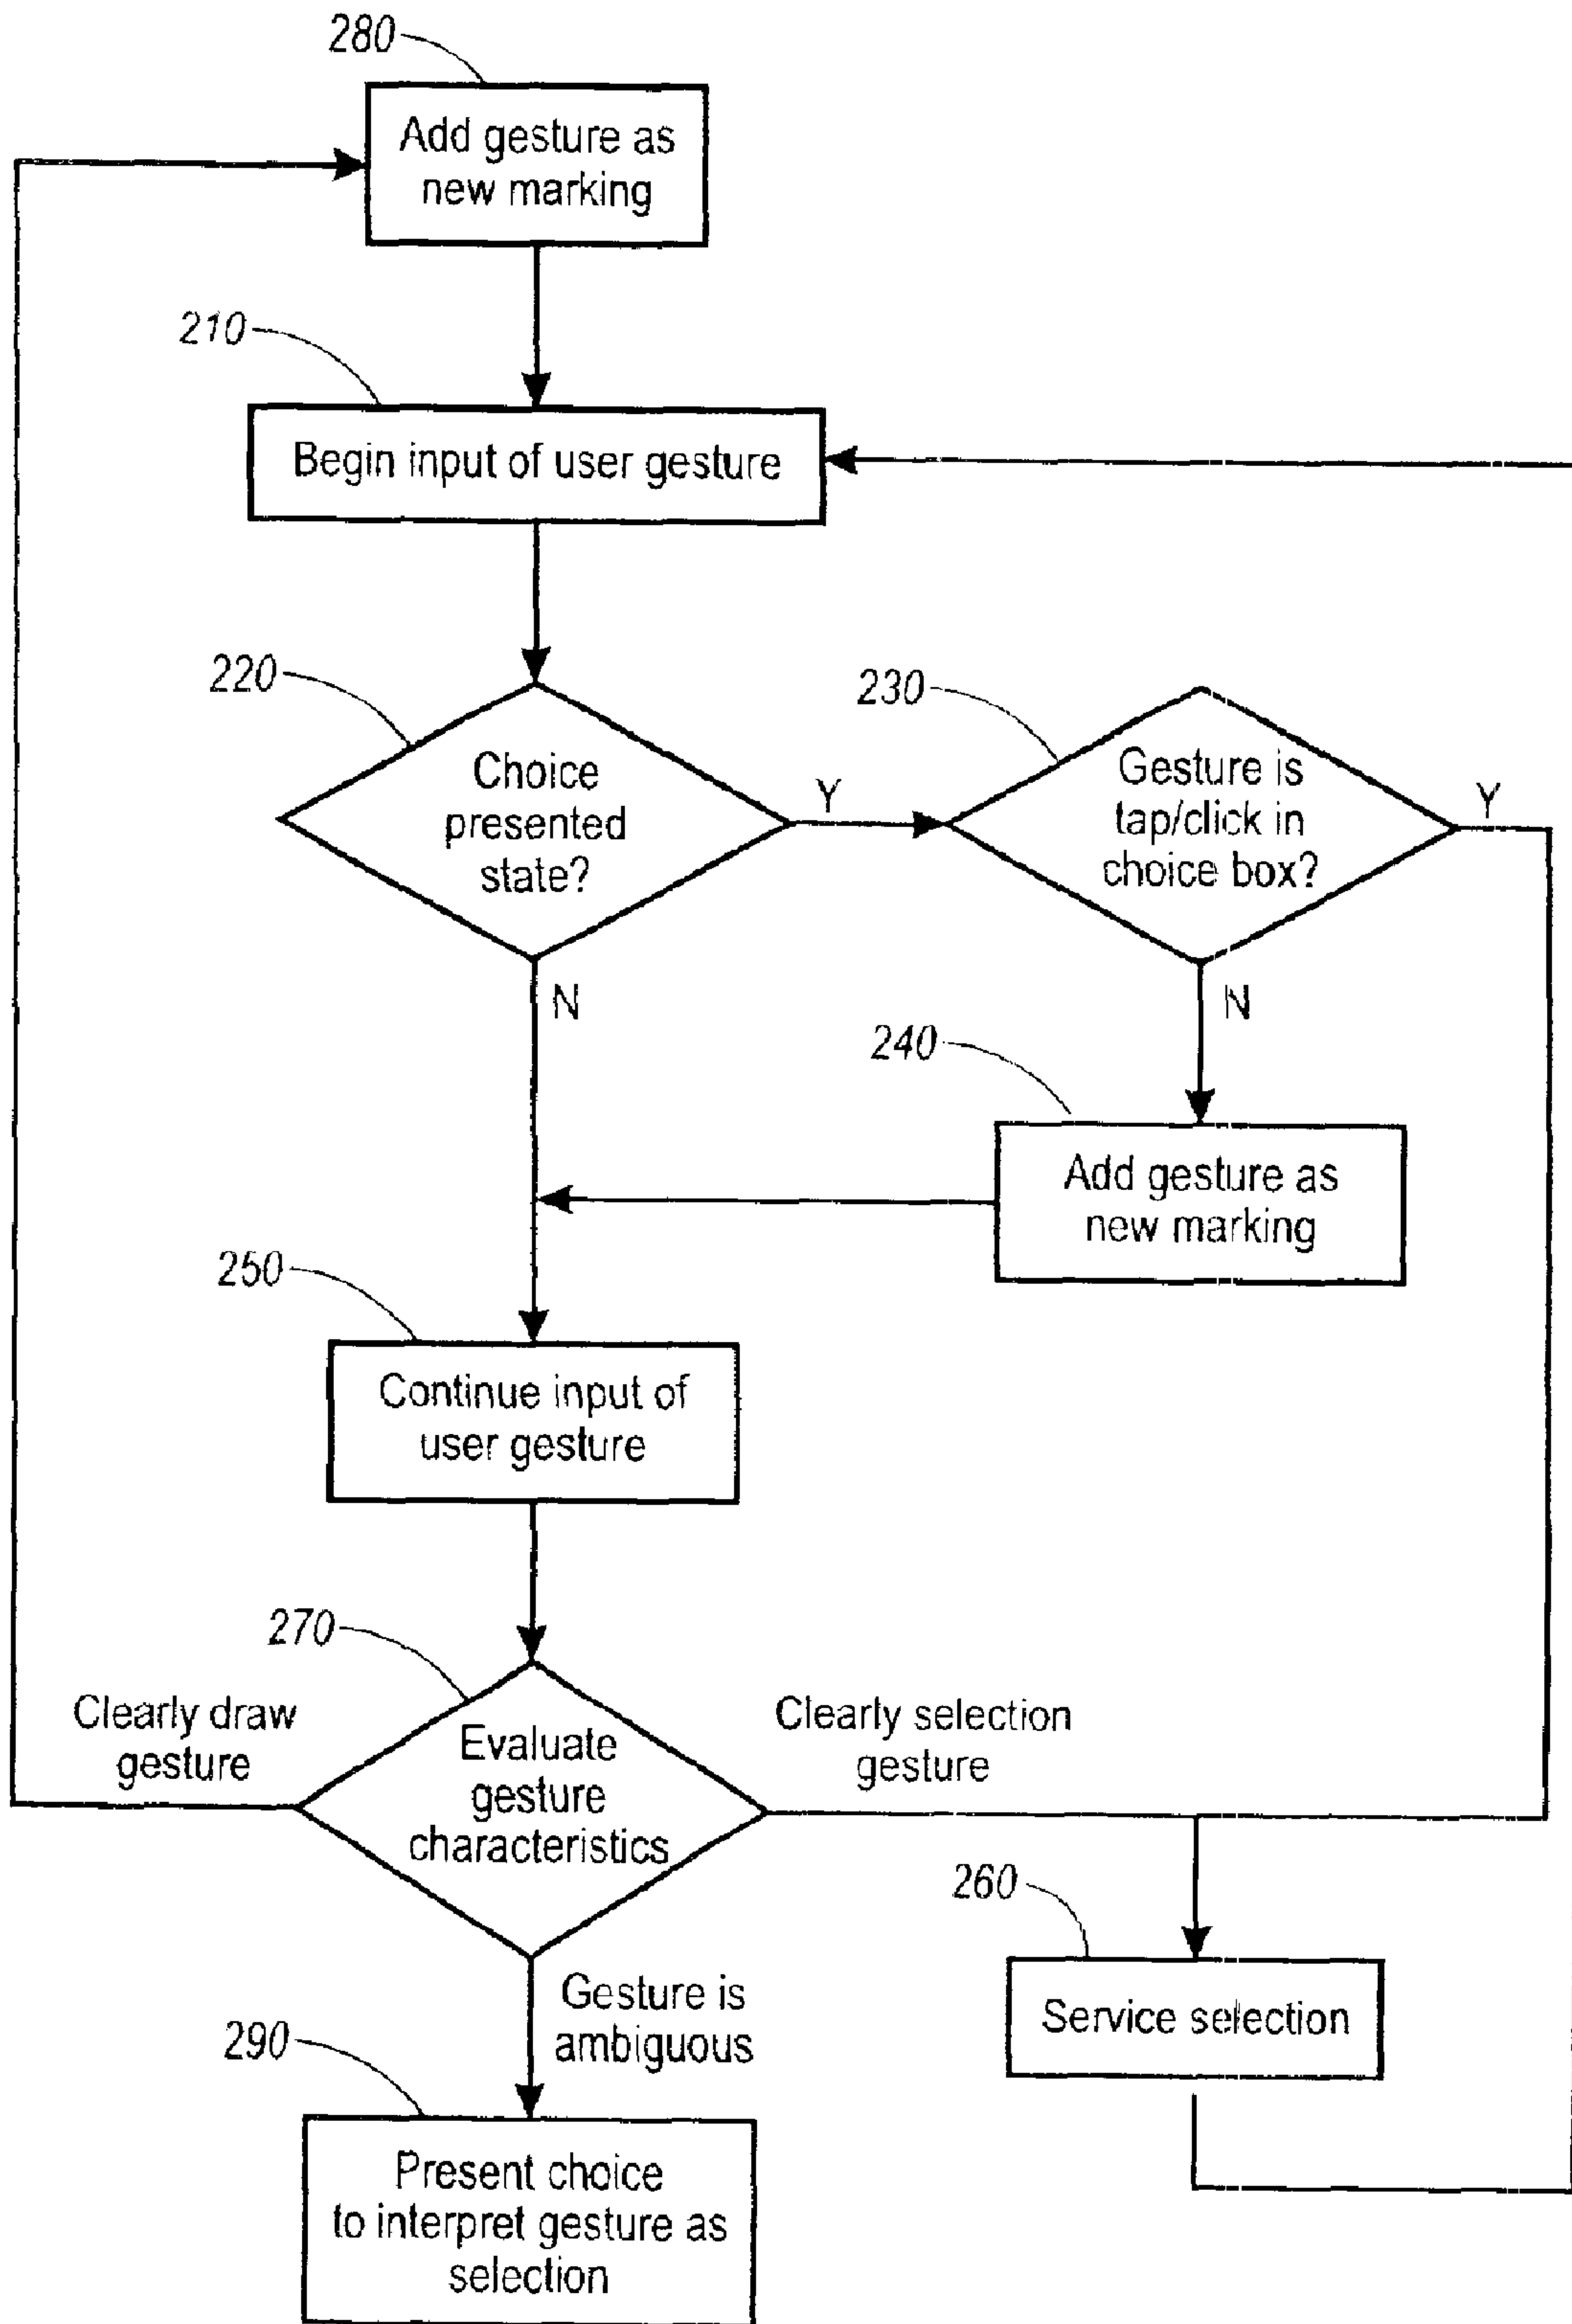 280
Add gesture as
new marking
210
Begin input of user gesture
220
Choice
presented
state?
Y
230
Gesture is
tap/click in
choice box?
Y
N
N
240
Add gesture as
new marking
250
Continue input of
user gesture
270
Clearly draw
gesture
Evaluate
gesture
characteristics
Clearly selection
gesture
260
Service selection
Gesture is
ambiguous
290
Present choice
to interpret gesture as
selection